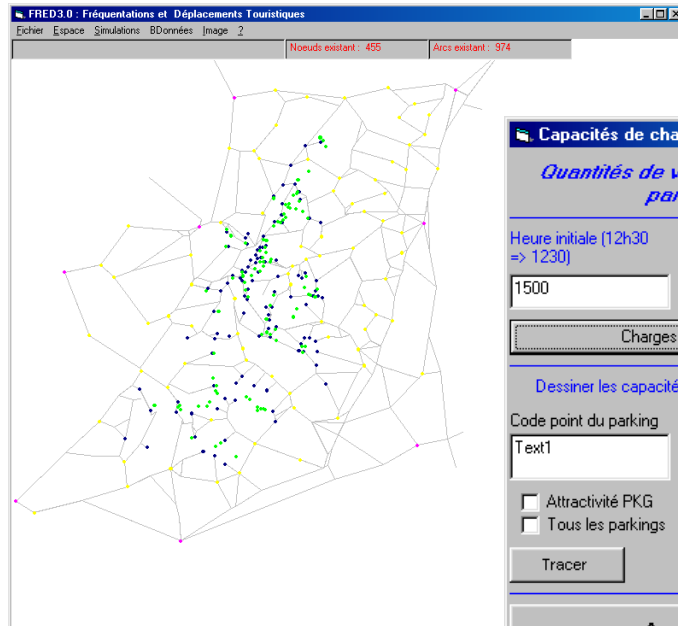 FRED3.0 : Fréquentations et Déplacements Touristiques
Fichier Espace Simulations BDonnées Image ?
Noeuds existant : 455 Arcs existant : 974
Capacités de cha
Quantités de v
par
Heure initiale (12h30
=> 1230)
1500
Charges
Dessiner les capacité
Code point du parking
Text1
Attractivité PKG
Tous les parkings
Tracer